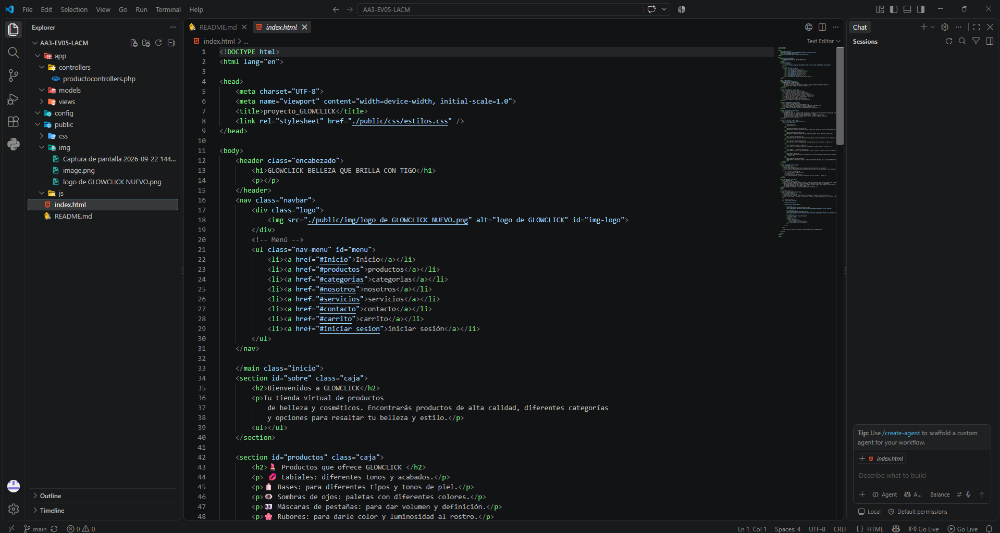 File Edit Selection View Go Run Terminal Help
AA3-EV05-LACM
Explorer
AA3-EV05-LACM
app
controllers
productocontrollers.php
models
views
config
public
css
img
Captura de pantalla 2026-09-22 144...
image.png
logo de GLOWCLICK NUEVO.png
js
index.html
README.md
Outline
Timeline
README.md
index.html
index.html > ...
Text Editor
1 <!DOCTYPE html>
2 <html lang="en">
3
4 <head>
5 <meta charset="UTF-8">
6 <meta name="viewport" content="width=device-width, initial-scale=1.0">
7 <title>proyecto_GLOWCLICK</title>
8 <link rel="stylesheet" href="./public/css/estilos.css" />
9 </head>
10
11 <body>
12 <header class="encabezado">
13 <h1>GLOWCLICK BELLEZA QUE BRILLA CON TIGO</h1>
14 <p></p>
15 </header>
16 <nav class="navbar">
17 <div class="logo">
18 <img src="./public/img/logo de GLOWCLICK NUEVO.png" alt="logo de GLOWCLICK" id="img-logo">
19 </div>
20 <!-- Menú -->
21 <ul class="nav-menu" id="menu">
22 <li><a href="#Inicio">Inicio</a></li>
23 <li><a href="#productos">productos</a></li>
24 <li><a href="#categorias">categorias</a></li>
25 <li><a href="#nosotros">nosotros</a></li>
26 <li><a href="#servicios">servicios</a></li>
27 <li><a href="#contacto">contacto</a></li>
28 <li><a href="#carrito">carrito</a></li>
29 <li><a href="#iniciar sesion">iniciar sesión</a></li>
30 </ul>
31 </nav>
32
33 </main class="inicio">
34 <section id="sobre" class="caja">
35 <h2>Bienvenidos a GLOWCLICK</h2>
36 <p>Tu tienda virtual de productos
37 de belleza y cosméticos. Encontrarás productos de alta calidad, diferentes categorías
38 y opciones para resaltar tu belleza y estilo.</p>
39 <ul></ul>
40 </section>
41
42 <section id="productos" class="caja">
43 <h2>💄 Productos que ofrece GLOWCLICK </h2>
44 <p> 💋 Labiales: diferentes tonos y acabados.</p>
45 <p>🧴 Bases: para diferentes tipos y tonos de piel.</p>
46 <p>👁️ Sombras de ojos: paletas con diferentes colores.</p>
47 <p>👀 Máscaras de pestañas: para dar volumen y definición.</p>
48 <p>🌸 Rubores: para darle color y luminosidad al rostro.</p>
Chat
Sessions
Tip: Use /create-agent to scaffold a custom
agent for your workflow.
index.html
Describe what to build
Agent A... Balance
Local Default permissions
main 0 0
Ln 1, Col 1 Spaces: 4 UTF-8 CRLF { } HTML Go Live Go Live